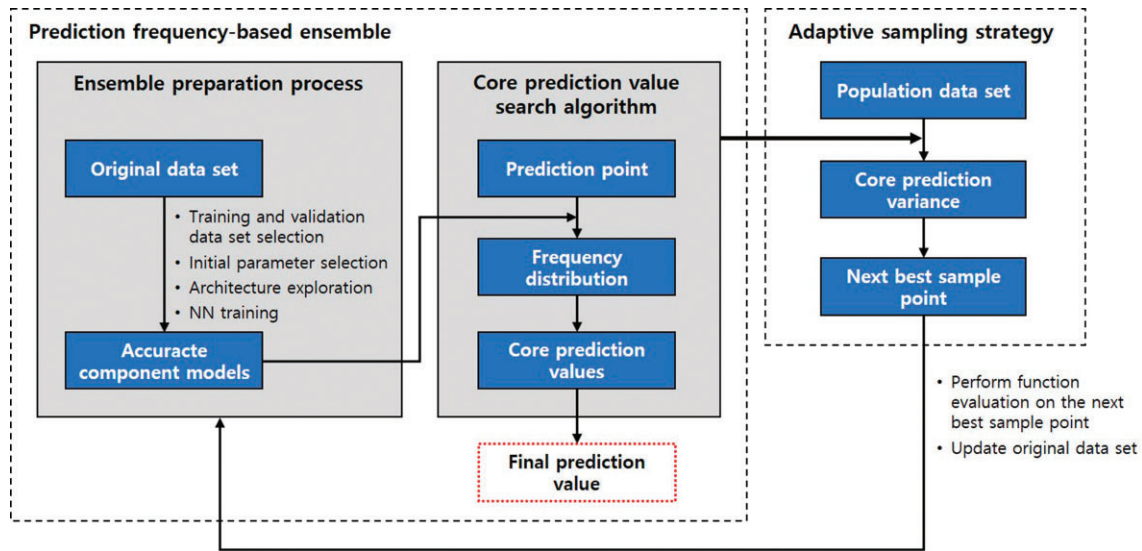 Prediction frequency-based ensemble
Ensemble preparation process
Original data set
• Training and validation
data set selection
• Initial parameter selection
• Architecture exploration
• NN training
Accuracte
component models
Core prediction value
search algorithm
Prediction point
Frequency
distribution
Core prediction
values
Final prediction
value
Adaptive sampling strategy
Population data set
Core prediction
variance
Next best sample
point
• Perform function
evaluation on the next
best sample point
• Update original data set